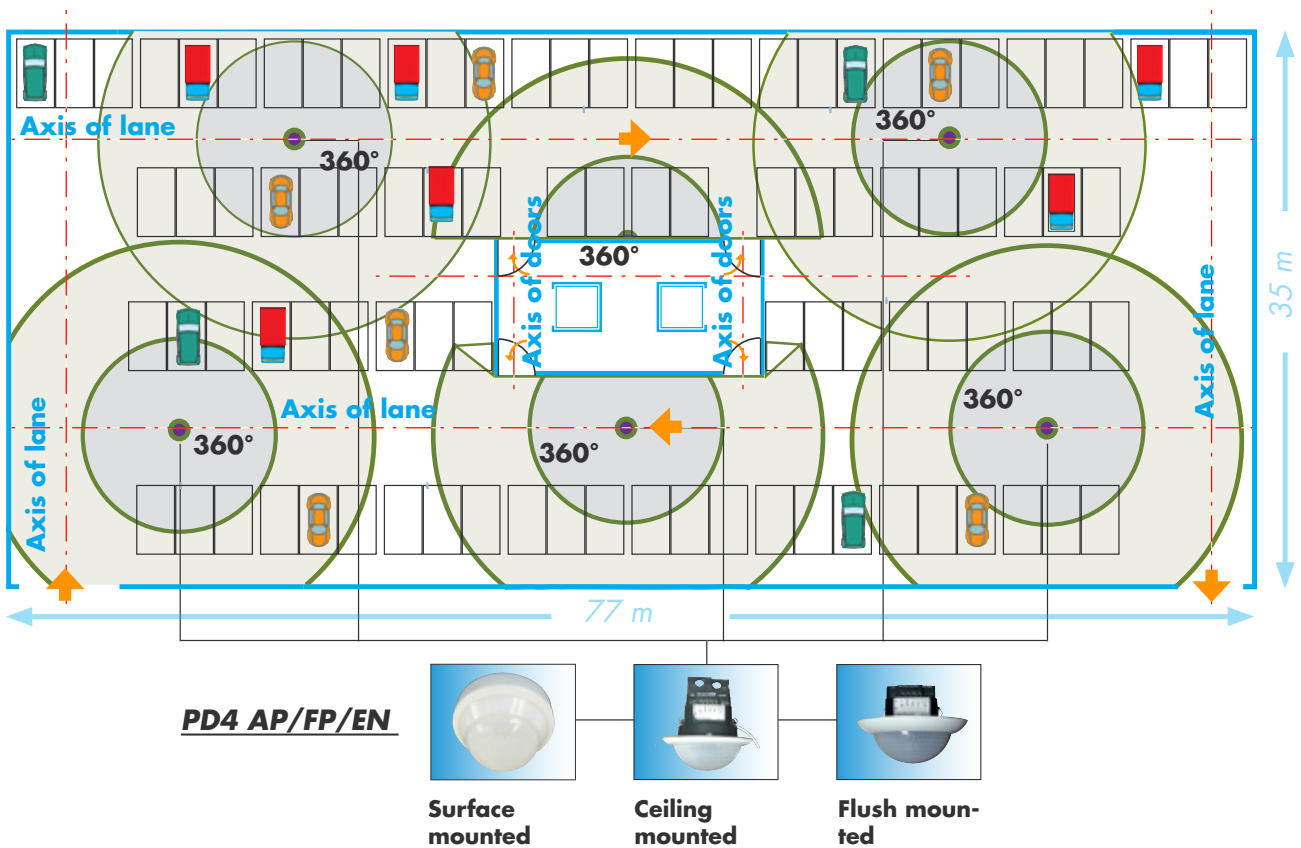 Axis of lane
360°
360°
Axis of doors
Axis of doors
360°
35 m
Axis of lane
Axis of lane
Axis of lane
360°
360°
360°
77 m
PD4 AP/FP/EN
Surface
mounted
Ceiling
mounted
Flush moun-
ted